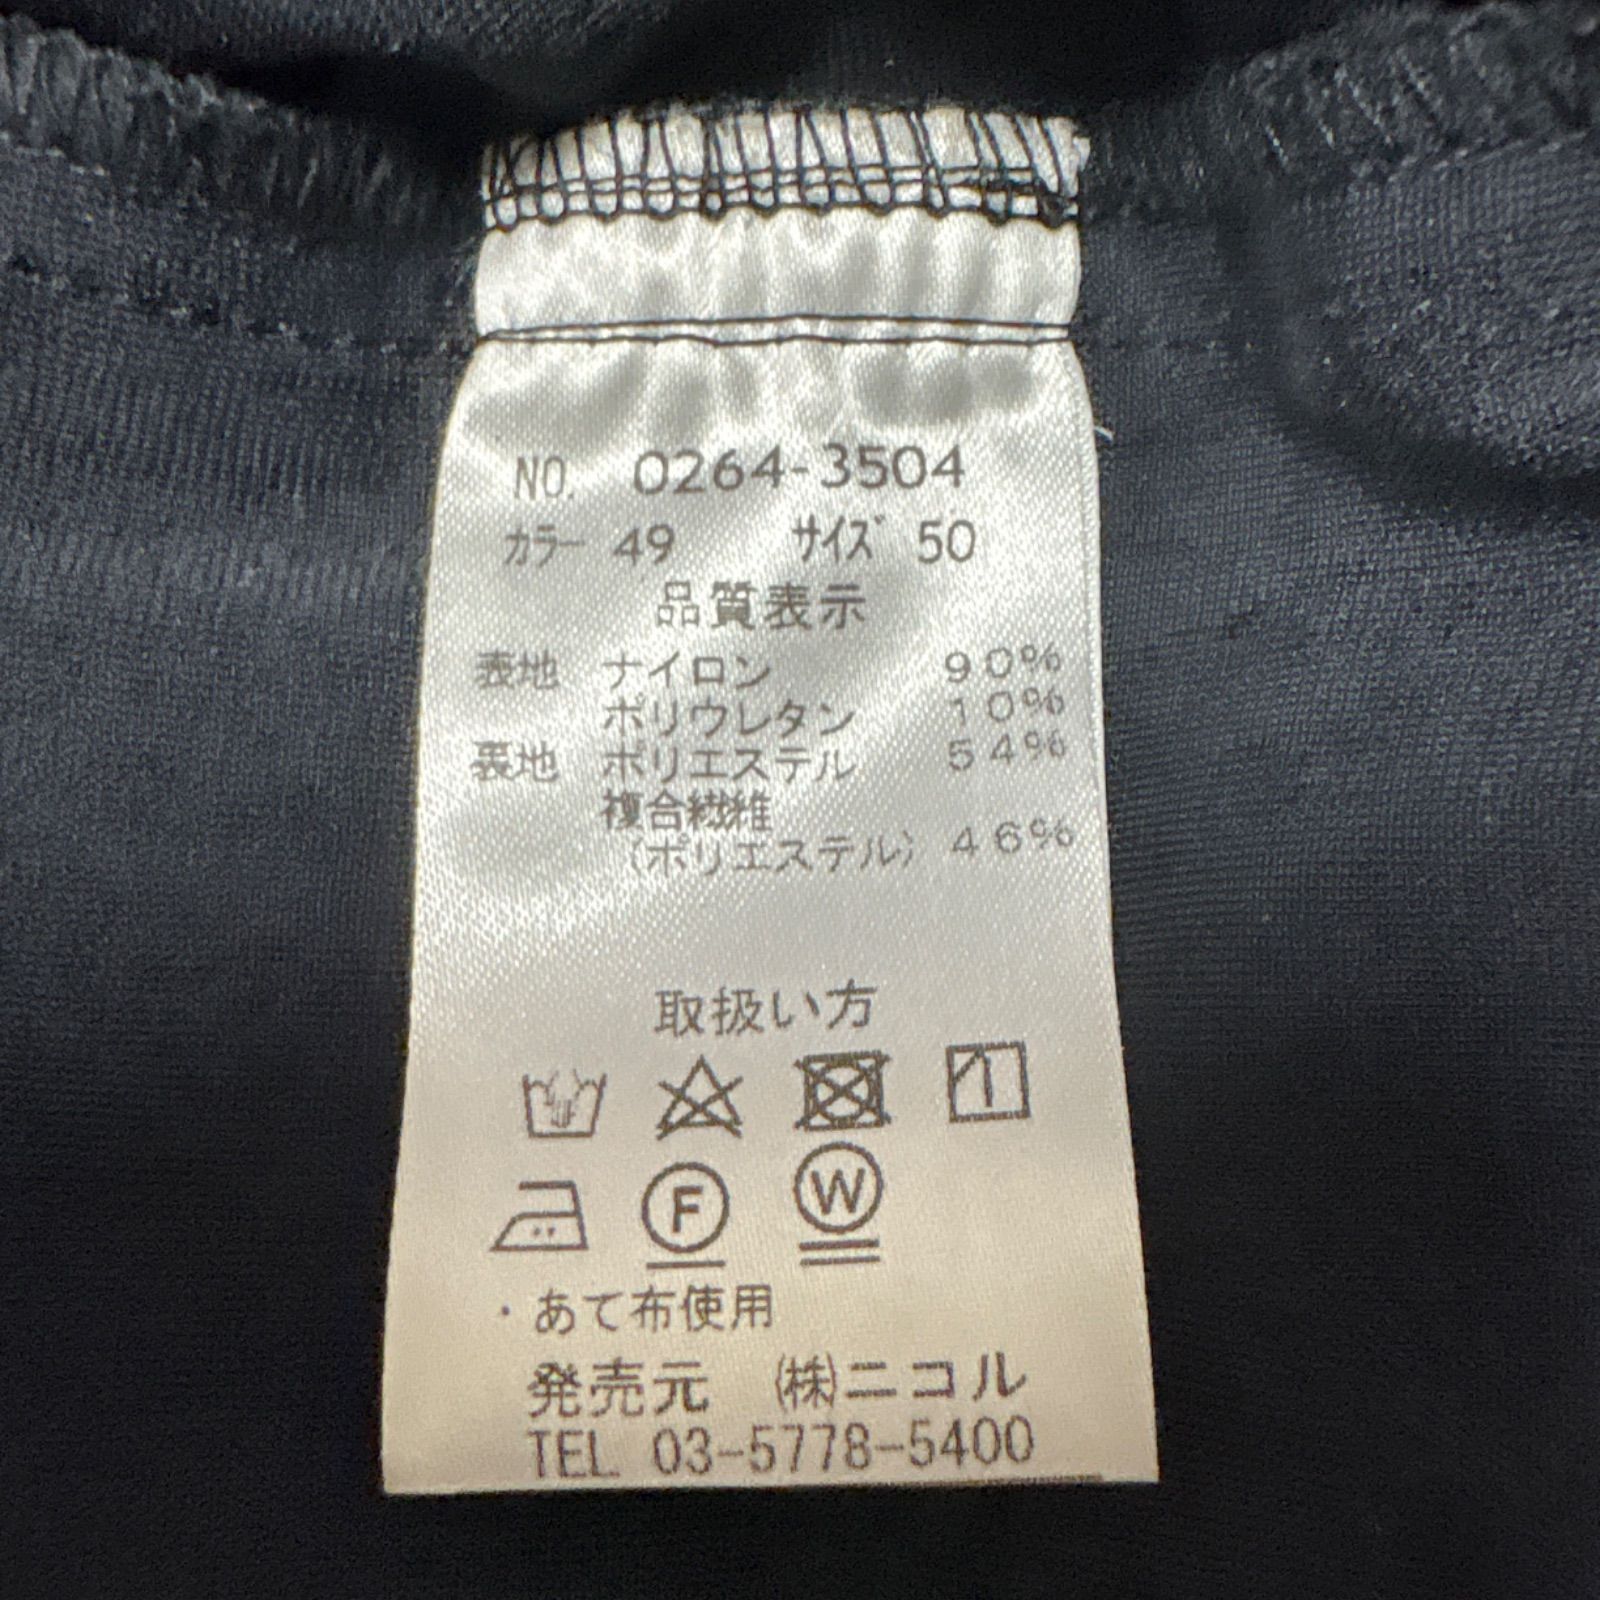 NO. 0264-3504
カラー 49 サイズ 50
品質表示
表地 ナイロン 90%
ポリウレタン 10%
裏地 ポリエステル 54%
複合繊維
(ポリエステル) 46%
取扱い方
F W
・あて布使用
発売元 (株)ニコル
TEL 03-5778-5400